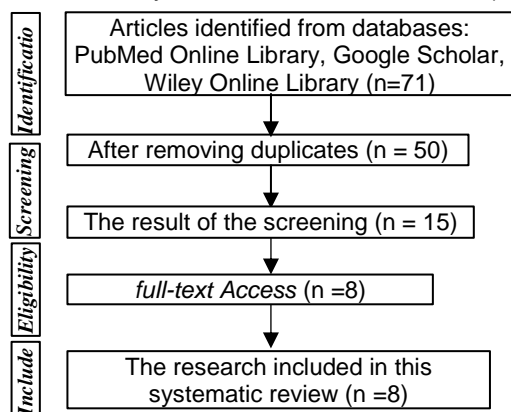 Identificatio
Articles identified from databases:
PubMed Online Library, Google Scholar,
Wiley Online Library (n=71)
Screening
After removing duplicates (n = 50)
The result of the screening (n = 15)
Eligibility
full-text Access (n =8)
Include
The research included in this
systematic review (n =8)